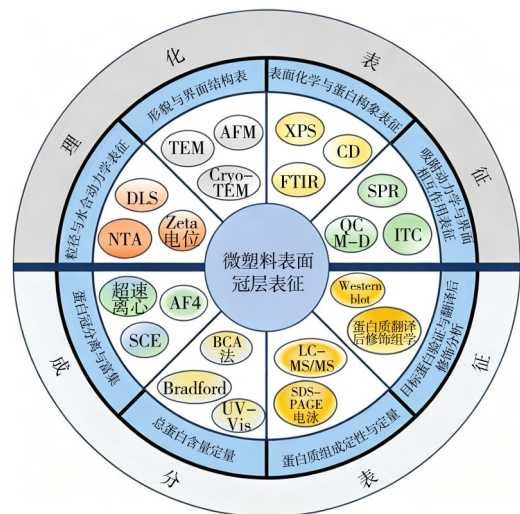 理化表征
形貌与界面结构表
表面化学与蛋白构象表征
TEM
AFM
Cryo-
TEM
XPS
CD
FTIR
粒径与水合动力学表征
DLS
NTA
Zeta
电位
吸附动力学与界面
相互作用表征
SPR
QC
M-D
ITC
微塑料表面
冠层表征
蛋白冠分离与富集
超速
离心
AF4
SCE
BCA
法
Bradford
UV-
Vis
总蛋白含量定量
LC-
MS/MS
SDS-
PAGE
电泳
蛋白质组成定性与定量
Western
blot
蛋白质翻译
后修饰组学
目标蛋白验证与翻译后
修饰分析
成分表征